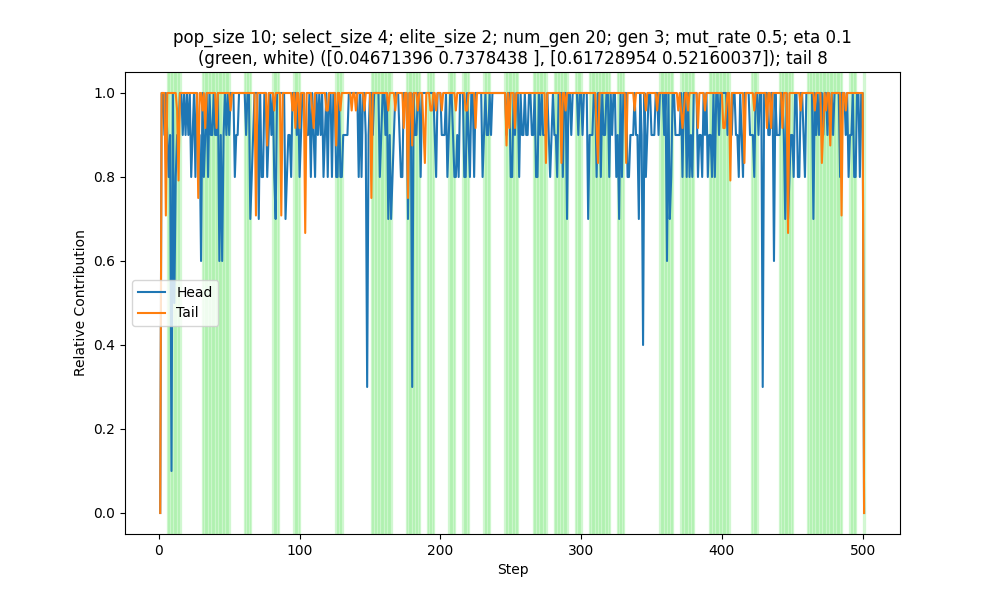 pop_size 10; select_size 4; elite_size 2; num_gen 20; gen 3; mut_rate 0.5; eta 0.1
(green, white) ([0.04671396 0.7378438 ], [0.61728954 0.52160037]); tail 8
Relative Contribution
1.0
0.8
0.6
0.4
0.2
0.0
Head
Tail
0 100 200 300 400 500
Step